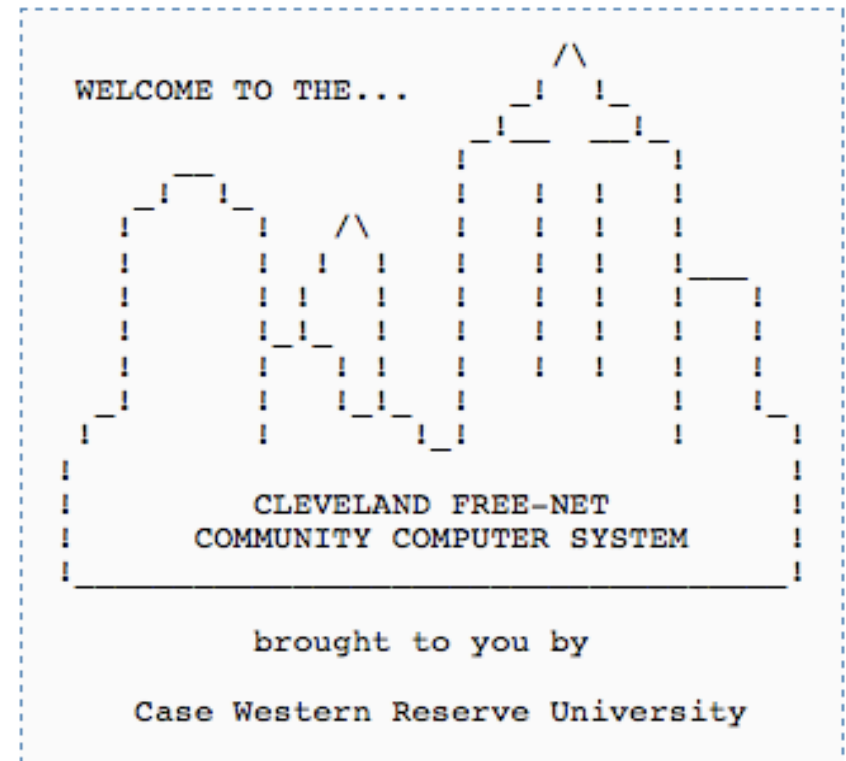 WELCOME TO THE...
CLEVELAND FREE-NET
COMMUNITY COMPUTER SYSTEM
brought to you by
Case Western Reserve University